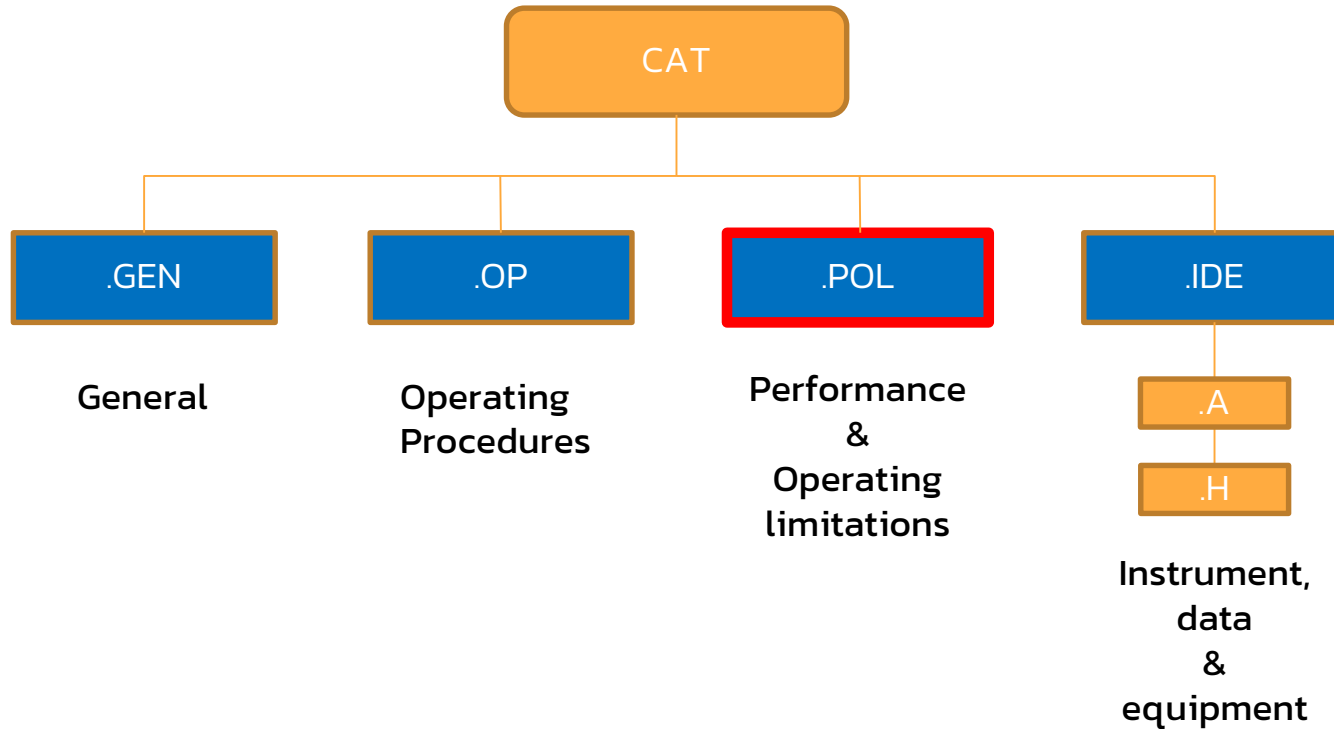 CAT
.GEN
.OP
.POL
.IDE
General
Operating
Procedures
Performance
&
Operating
limitations
.A
.H
Instrument,
data
&
equipment